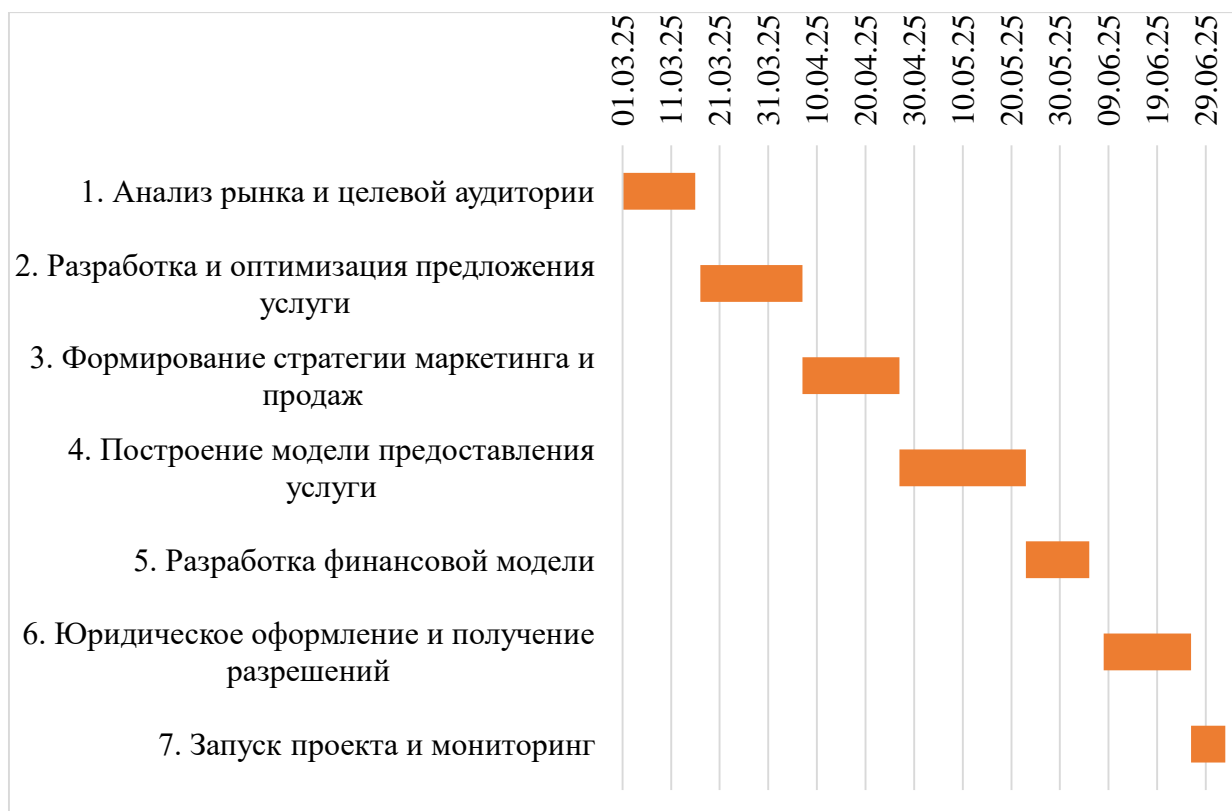 01.03.25
11.03.25
21.03.25
31.03.25
10.04.25
20.04.25
30.04.25
10.05.25
20.05.25
30.05.25
09.06.25
19.06.25
29.06.25
1. Анализ рынка и целевой аудитории
2. Разработка и оптимизация предложения
услуги
3. Формирование стратегии маркетинга и
продаж
4. Построение модели предоставления
услуги
5. Разработка финансовой модели
6. Юридическое оформление и получение
разрешений
7. Запуск проекта и мониторинг